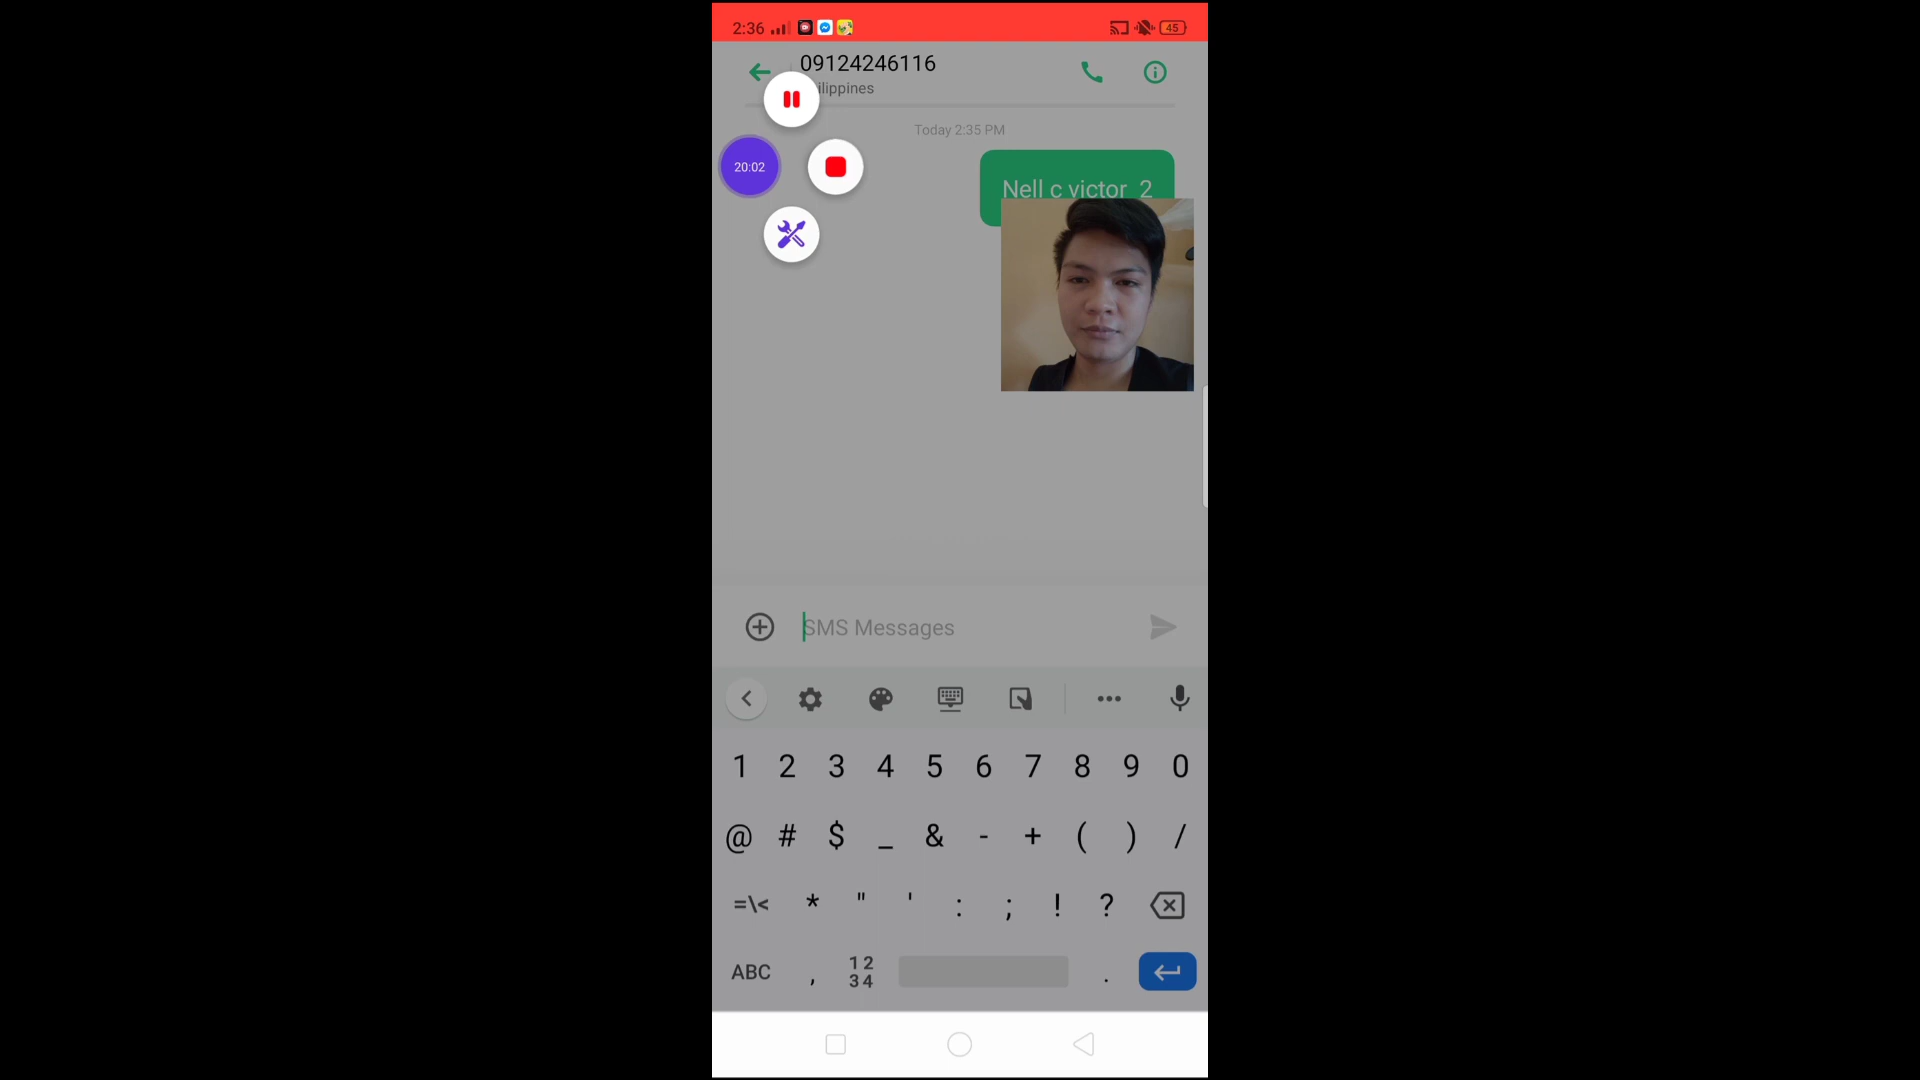 2:36
45
09124246116
ilippines
20:02
Today 2:35 PM
Nell c victor 2
SMS Messages
1 2 3 4 5 6 7 8 9 0
@ # $ _ & - + ( ) /
=\< * " ' : ; ! ?
ABC , 12 34 .